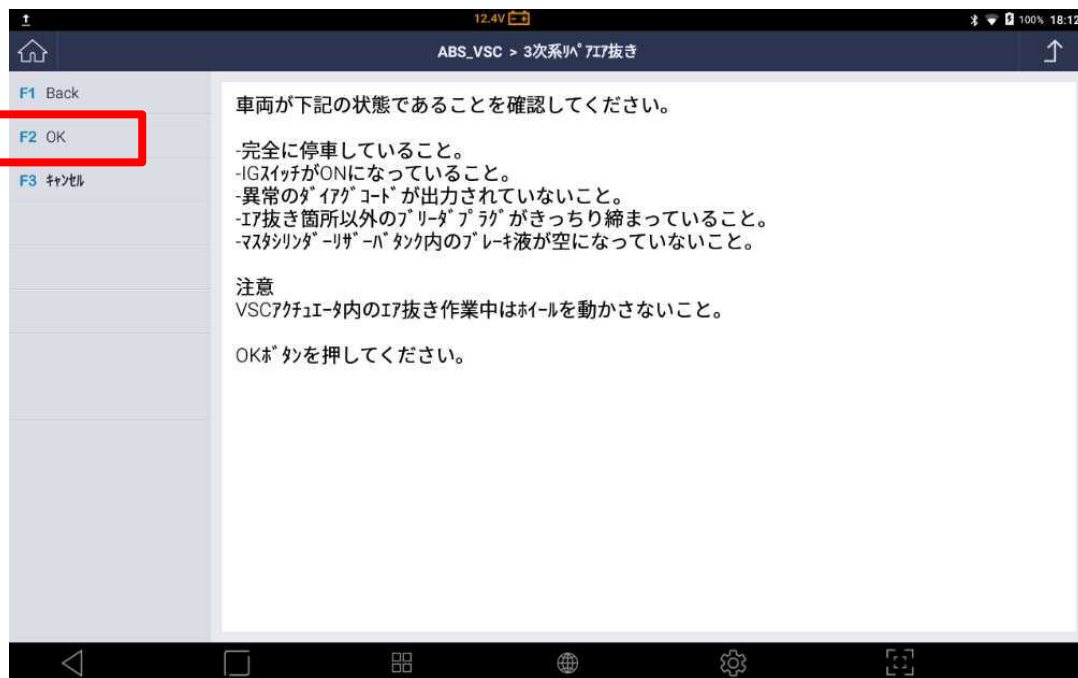 12.4V
100% 18:12
ABS_VSC > 3次系ﾘﾍﾟｱｴｱ抜き
F1 Back
F2 OK
F3 ｷｬﾝｾﾙ
車両が下記の状態であることを確認してください。
-完全に停車していること。
-IGｽｲｯﾁがONになっていること。
-異常のﾀﾞｲｱｸﾞｺｰﾄﾞが出力されていないこと。
-ｴｱ抜き箇所以外のﾌﾞﾘｰﾀﾞﾌﾟﾗｸﾞがきっちり締まっていること。
-ﾏｽﾀｼﾘﾝﾀﾞｰﾘｻﾞｰﾊﾞﾀﾝｸ内のﾌﾞﾚｰｷ液が空になっていないこと。
注意
VSCｱｸﾁｭｴｰﾀ内のｴｱ抜き作業中はﾎｲｰﾙを動かさないこと。
OKﾎﾞﾀﾝを押してください。